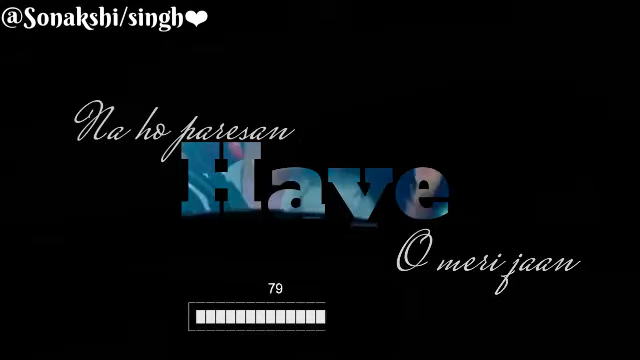 @Sonakshi/singh❤
Na ho paresan
Have
O meri jaan
79